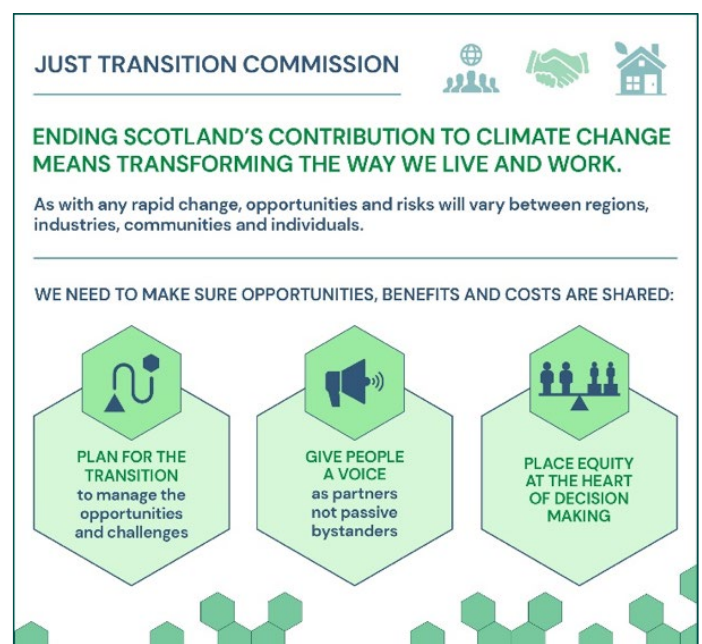 JUST TRANSITION COMMISSION
ENDING SCOTLAND'S CONTRIBUTION TO CLIMATE CHANGE
MEANS TRANSFORMING THE WAY WE LIVE AND WORK.
As with any rapid change, opportunities and risks will vary between regions,
industries, communities and individuals.
WE NEED TO MAKE SURE OPPORTUNITIES, BENEFITS AND COSTS ARE SHARED:
PLAN FOR THE
TRANSITION
to manage the
opportunities
and challenges
GIVE PEOPLE
A VOICE
as partners
not passive
bystanders
PLACE EQUITY
AT THE HEART
OF DECISION
MAKING